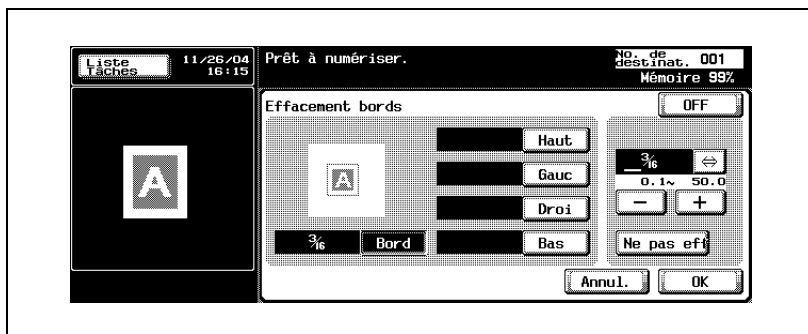 Liste
Tâches
11/26/04
16:15
Prêt à numériser.
No. de
destinat. 001
Mémoire 99%
Effacement bords
OFF
A
A
Haut
Gauc
Droi
Bas
3/16 Bord
3/16 ⇔
0.1~ 50.0
− +
Ne pas eff
Annul. OK